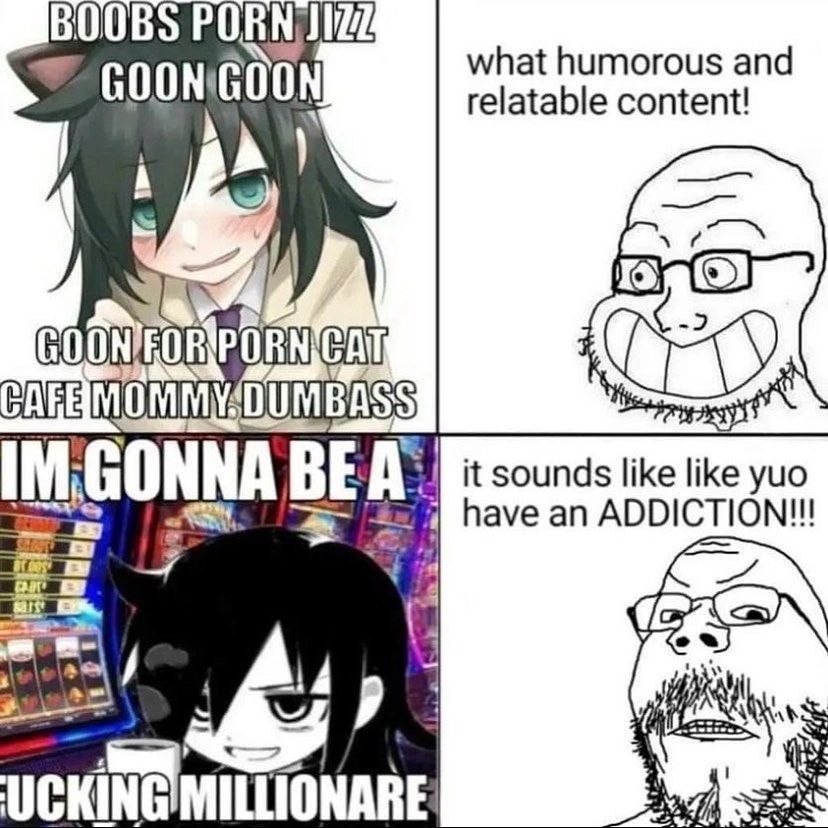 BOOBS PORN JIZZ
GOON GOON
GOON FOR PORN CAT
CAFE MOMMY DUMBASS
what humorous and
relatable content!
IM GONNA BE A
FUCKING MILLIONARE
it sounds like like yuo
have an ADDICTION!!!